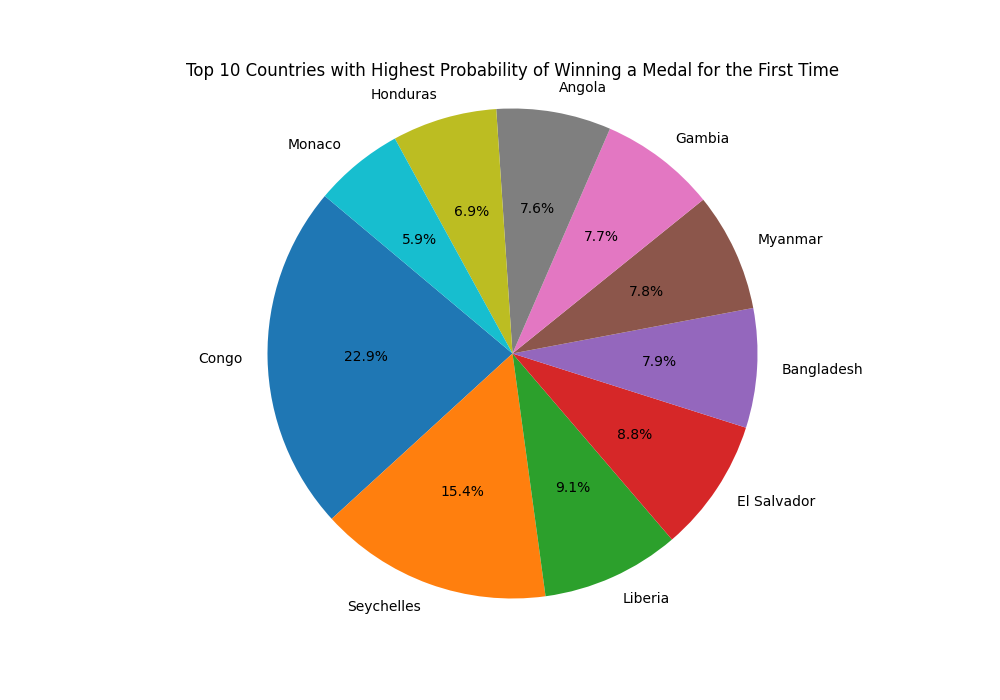 Top 10 Countries with Highest Probability of Winning a Medal for the First Time
Honduras
Angola
Monaco
Gambia
Myanmar
Congo
Bangladesh
El Salvador
Seychelles
Liberia
6.9%
7.6%
5.9%
7.7%
7.8%
22.9%
7.9%
8.8%
15.4%
9.1%